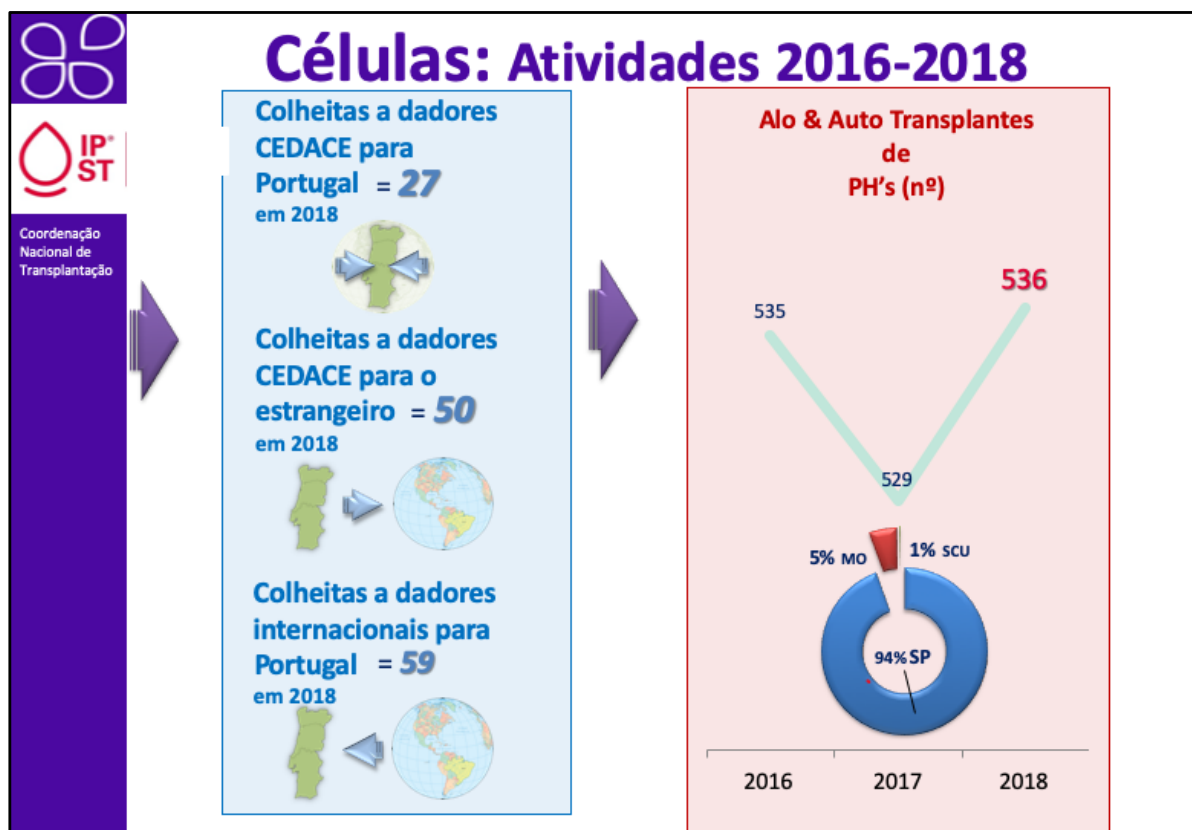 Células: Atividades 2016-2018
IP®
ST
Coordenação
Nacional de
Transplantação
Colheitas a dadores
CEDACE para
Portugal = 27
em 2018
Colheitas a dadores
CEDACE para o
estrangeiro = 50
em 2018
Colheitas a dadores
internacionais para
Portugal = 59
em 2018
Alo & Auto Transplantes
de
PH's (nº)
535
536
529
5% MO
1% SCU
94% SP
2016
2017
2018